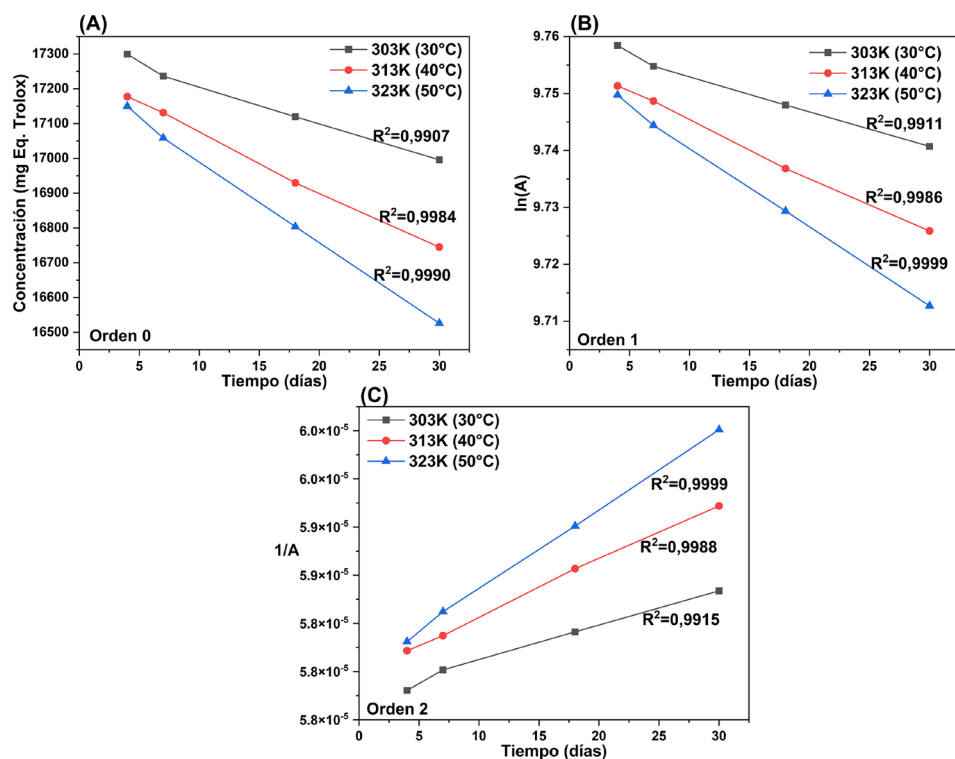 (A)
Concentración (mg Eq. Trolox)
17300
17200
17100
17000
16900
16800
16700
16600
16500
303K (30°C)
313K (40°C)
323K (50°C)
R²=0,9907
R²=0,9984
R²=0,9990
Orden 0
0 5 10 15 20 25 30
Tiempo (días)
(B)
ln(A)
9.76
9.75
9.74
9.73
9.72
9.71
303K (30°C)
313K (40°C)
323K (50°C)
R²=0,9911
R²=0,9986
R²=0,9999
Orden 1
0 5 10 15 20 25 30
Tiempo (días)
(C)
1/A
6.0×10⁻⁵
6.0×10⁻⁵
5.9×10⁻⁵
5.9×10⁻⁵
5.8×10⁻⁵
5.8×10⁻⁵
5.8×10⁻⁵
303K (30°C)
313K (40°C)
323K (50°C)
R²=0,9999
R²=0,9988
R²=0,9915
Orden 2
0 5 10 15 20 25 30
Tiempo (días)